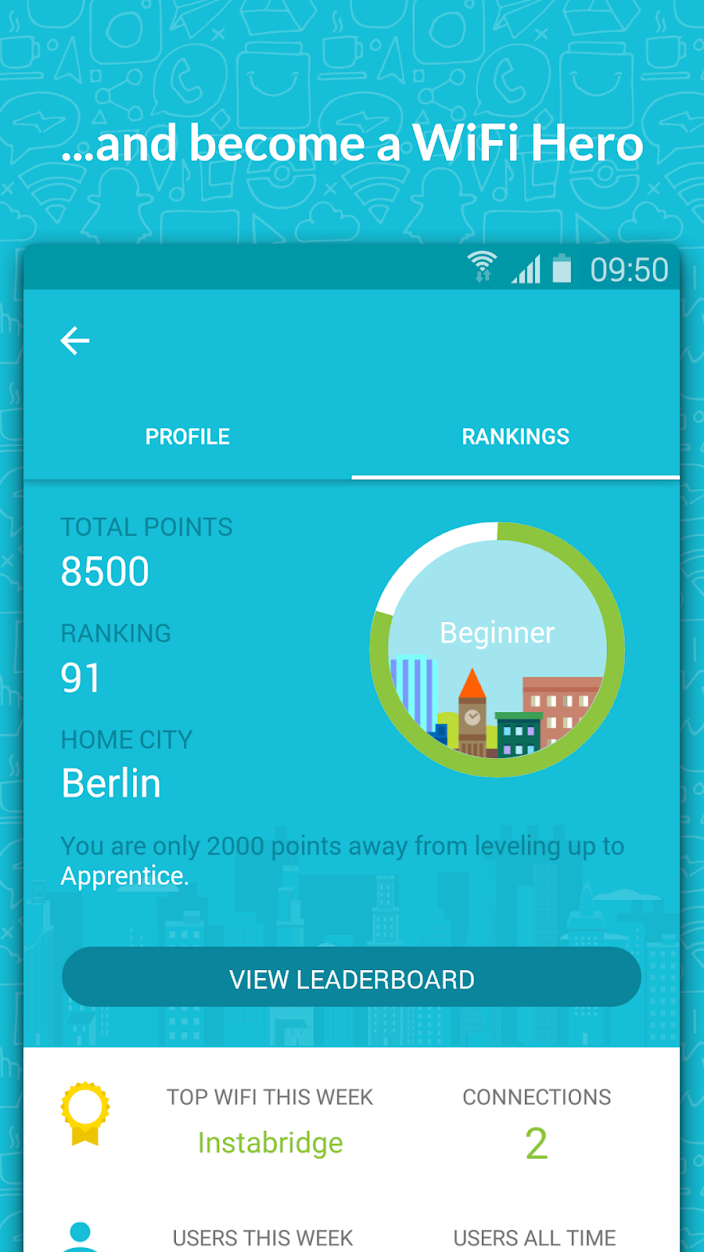 ...and become a WiFi Hero
09:50
PROFILE
RANKINGS
TOTAL POINTS
8500
RANKING
91
HOME CITY
Berlin
Beginner
You are only 2000 points away from leveling up to
Apprentice.
VIEW LEADERBOARD
TOP WIFI THIS WEEK
CONNECTIONS
Instabridge
2
USERS THIS WEEK
USERS ALL TIME